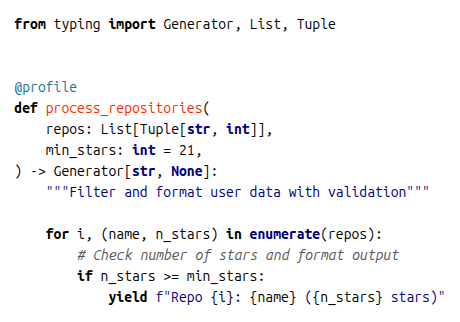 from typing import Generator, List, Tuple
@profile
def process_repositories(
    repos: List[Tuple[str, int]],
    min_stars: int = 21,
) -> Generator[str, None]:
    """Filter and format user data with validation"""
    for i, (name, n_stars) in enumerate(repos):
        # Check number of stars and format output
        if n_stars >= min_stars:
            yield f"Repo {i}: {name} ({n_stars} stars)"